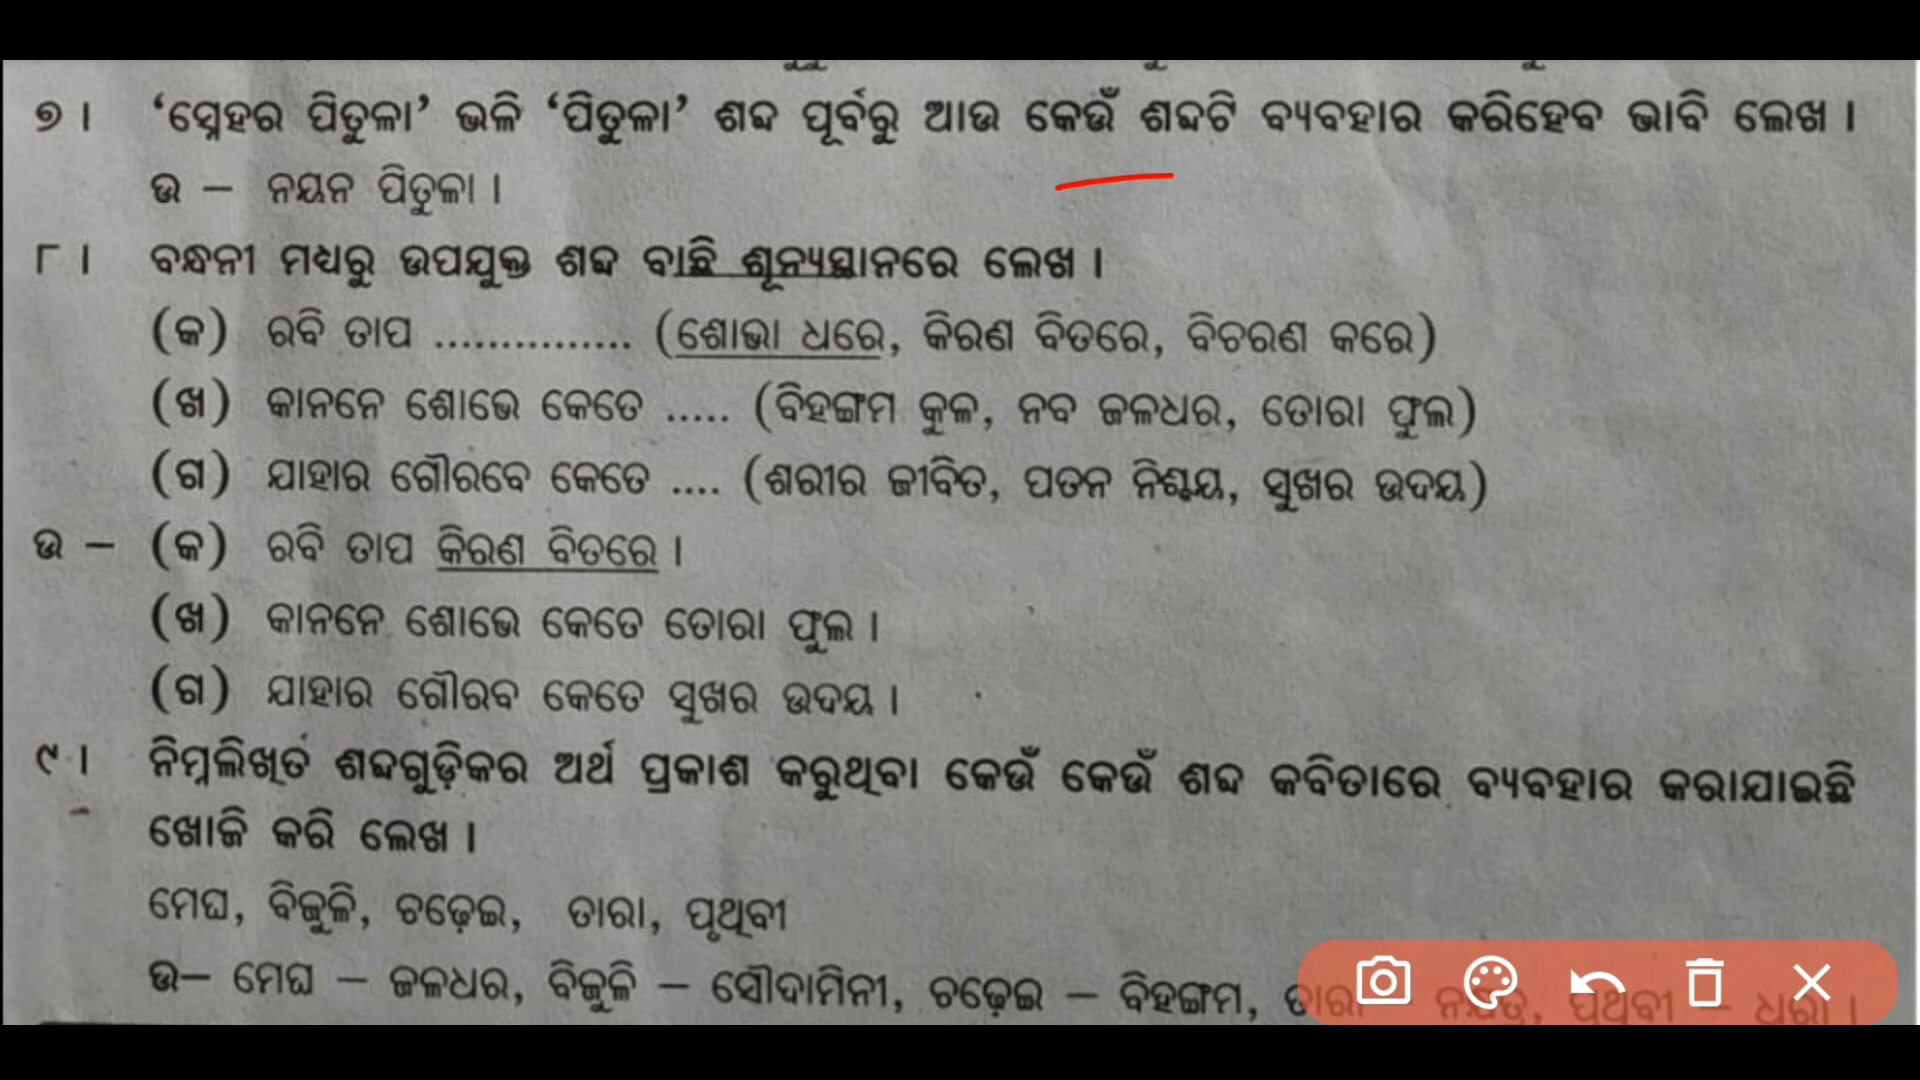 ୭ । ‘ସ୍ନେହର ପିତୁଳା’ ଭଳି ‘ପିତୁଳା’ ଶବ୍ଦ ପୂର୍ବରୁ ଆଉ କେଉଁ ଶବ୍ଦଟି ବ୍ୟବହାର କରିହେବ ଭାବି ଲେଖ ।
ଉ – ନୟନ ପିତୁଳା ।
୮ । ବନ୍ଧନୀ ମଧ୍ୟରୁ ଉପଯୁକ୍ତ ଶବ୍ଦ ବାଛି ଶୂନ୍ୟସ୍ଥାନରେ ଲେଖ ।
(କ) ରବି ତାପ ............... (ଶୋଭା ଧରେ, କିରଣ ବିତରେ, ବିଚରଣ କରେ)
(ଖ) କାନନେ ଶୋଭେ କେତେ ..... (ବିହଙ୍ଗମ କୁଳ, ନବ ଜଳଧର, ତୋରା ଫୁଲ)
(ଗ) ଯାହାର ଗୌରବେ କେତେ .... (ଶରୀର ଜୀବିତ, ପତନ ନିଶ୍ଚୟ, ସୁଖର ଉଦୟ)
ଉ – (କ) ରବି ତାପ କିରଣ ବିତରେ ।
(ଖ) କାନନେ ଶୋଭେ କେତେ ତୋରା ଫୁଲ ।
(ଗ) ଯାହାର ଗୌରବ କେତେ ସୁଖର ଉଦୟ ।
୯ । ନିମ୍ନଲିଖିତ ଶବ୍ଦଗୁଡ଼ିକର ଅର୍ଥ ପ୍ରକାଶ କରୁଥିବା କେଉଁ କେଉଁ ଶବ୍ଦ କବିତାରେ ବ୍ୟବହାର କରାଯାଇଛି
ଖୋଜି କରି ଲେଖ ।
ମେଘ, ବିଜୁଳି, ଚଢ଼େଇ, ତାରା, ପୃଥିବୀ
ଉ– ମେଘ – ଜଳଧର, ବିଜୁଳି – ସୌଦାମିନୀ, ଚଢ଼େଇ – ବିହଙ୍ଗମ, ତାରା – ନକ୍ଷତ୍ର, ପୃଥିବୀ – ଧରା ।